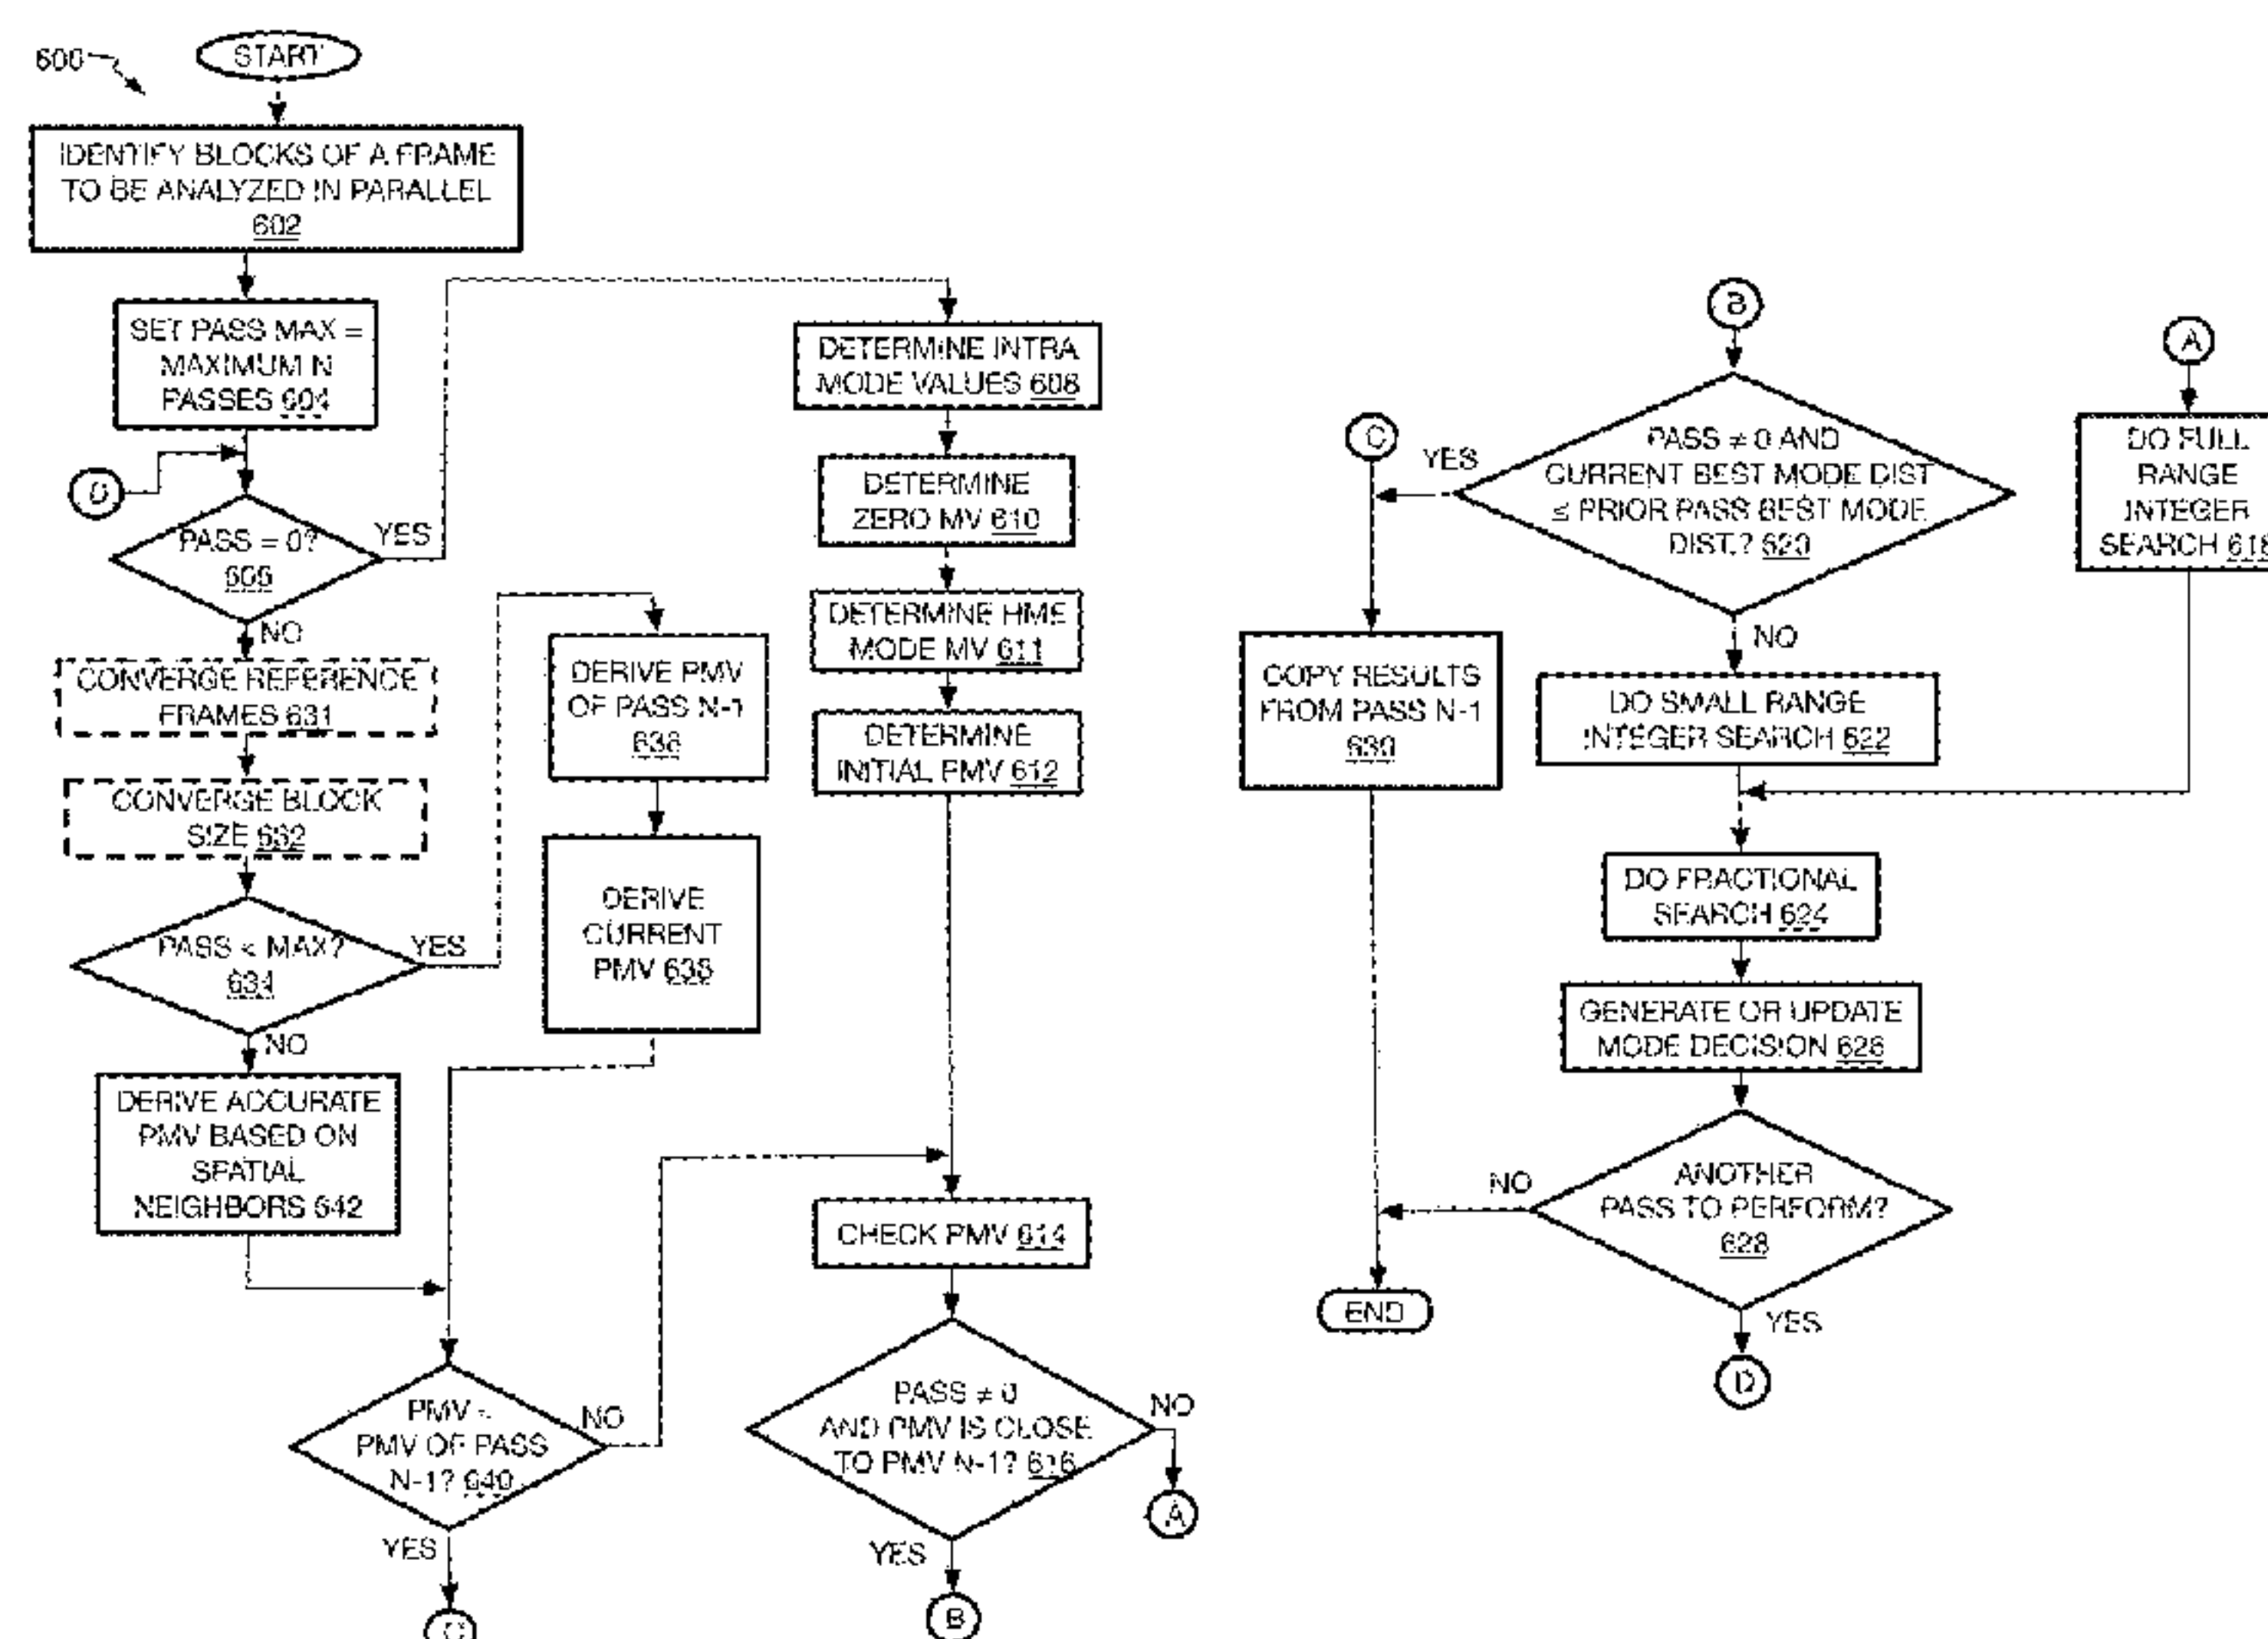 600
START
IDENTIFY BLOCKS OF A FRAME
TO BE ANALYZED IN PARALLEL
602
SET PASS MAX =
MAXIMUM N
PASSES 604
D
PASS = 0?
606
YES
NO
CONVERGE REFERENCE
FRAMES 631
CONVERGE BLOCK
SIZE 632
PASS < MAX?
634
YES
NO
DERIVE ACCURATE
PMV BASED ON
SPATIAL
NEIGHBORS 642
DERIVE PMV
OF PASS N-1
636
DERIVE
CURRENT
PMV 638
PMV =
PMV OF PASS
N-1? 640
NO
YES
C
DETERMINE INTRA
MODE VALUES 608
DETERMINE
ZERO MV 610
DETERMINE HME
MODE MV 611
DETERMINE
INITIAL PMV 612
CHECK PMV 614
PASS ≠ 0
AND PMV IS CLOSE
TO PMV N-1? 616
NO
A
YES
B
C
COPY RESULTS
FROM PASS N-1
630
END
B
PASS ≠ 0 AND
CURRENT BEST MODE DIST
≤ PRIOR PASS BEST MODE
DIST.? 620
YES
NO
DO SMALL RANGE
INTEGER SEARCH 622
DO FRACTIONAL
SEARCH 624
GENERATE OR UPDATE
MODE DECISION 626
ANOTHER
PASS TO PERFORM?
628
NO
YES
D
A
DO FULL
RANGE
INTEGER
SEARCH 618